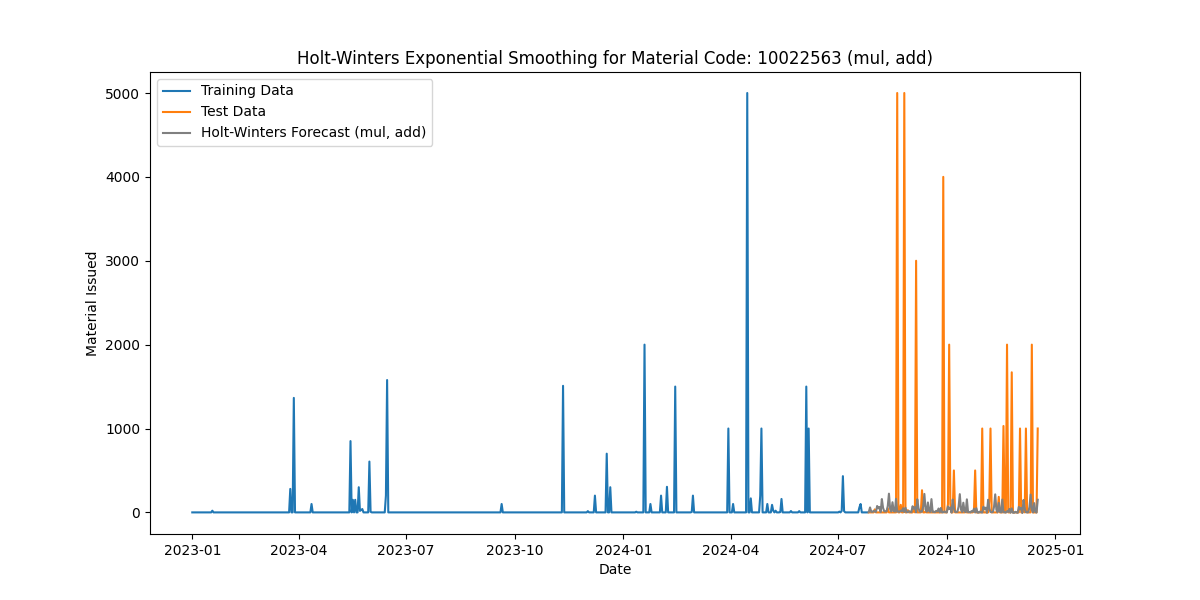 Holt-Winters Exponential Smoothing for Material Code: 10022563 (mul, add)
Training Data
Test Data
Holt-Winters Forecast (mul, add)
5000
4000
3000
2000
1000
0
Material Issued
2023-01
2023-04
2023-07
2023-10
2024-01
2024-04
2024-07
2024-10
2025-01
Date